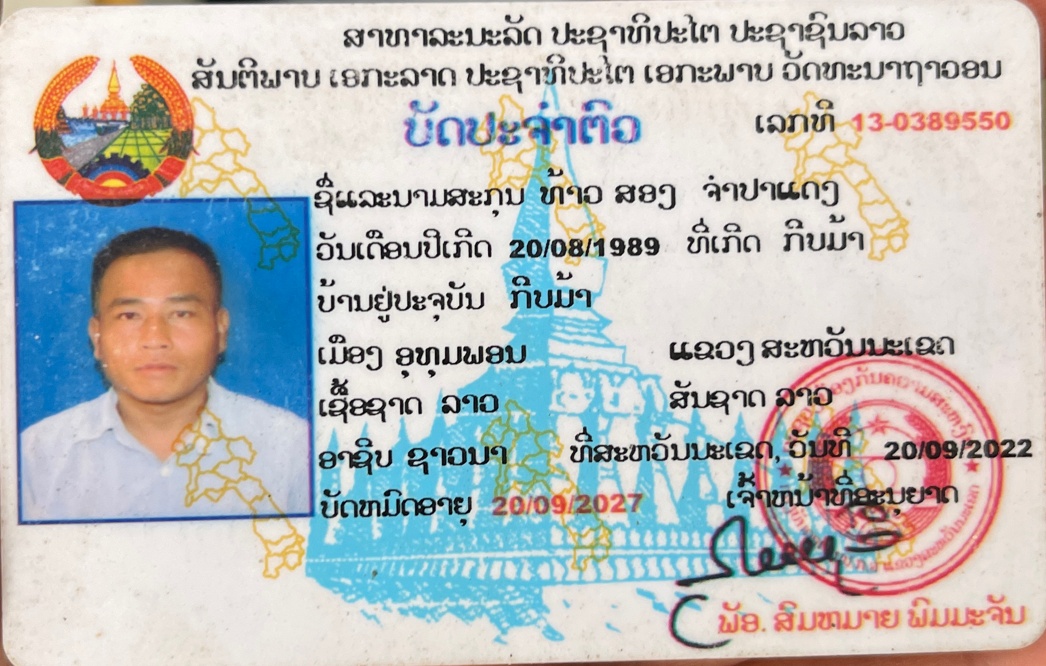 ສາທາລະນະລັດ ປະຊາທິປະໄຕ ປະຊາຊົນລາວ
ສັນຕິພາບ ເອກະລາດ ປະຊາທິປະໄຕ ເອກະພາບ ວັດທະນາຖາວອນ
ບັດປະຈຳຕົວ
ເລກທີ 13-0389550
ຊື່ແລະນາມສະກຸນ ທ້າວ ສອງ ຈຳປາແດງ
ວັນເດືອນປີເກີດ 20/08/1989 ທີ່ເກີດ ກີບມ້າ
ບ້ານຢູ່ປະຈຸບັນ ກີບມ້າ
ເມືອງ ອຸທຸມພອນ ແຂວງ ສະຫວັນນະເຂດ
ເຊື້ອຊາດ ລາວ ສັນຊາດ ລາວ
ອາຊີບ ຊາວນາ ທີ່ສະຫວັນນະເຂດ, ວັນທີ 20/09/2022
ບັດຫມົດອາຍຸ 20/09/2027 ເຈົ້າຫນ້າທີ່ອະນຸຍາດ
ພັອ. ສົມຫມາຍ ພົມມະຈັນ